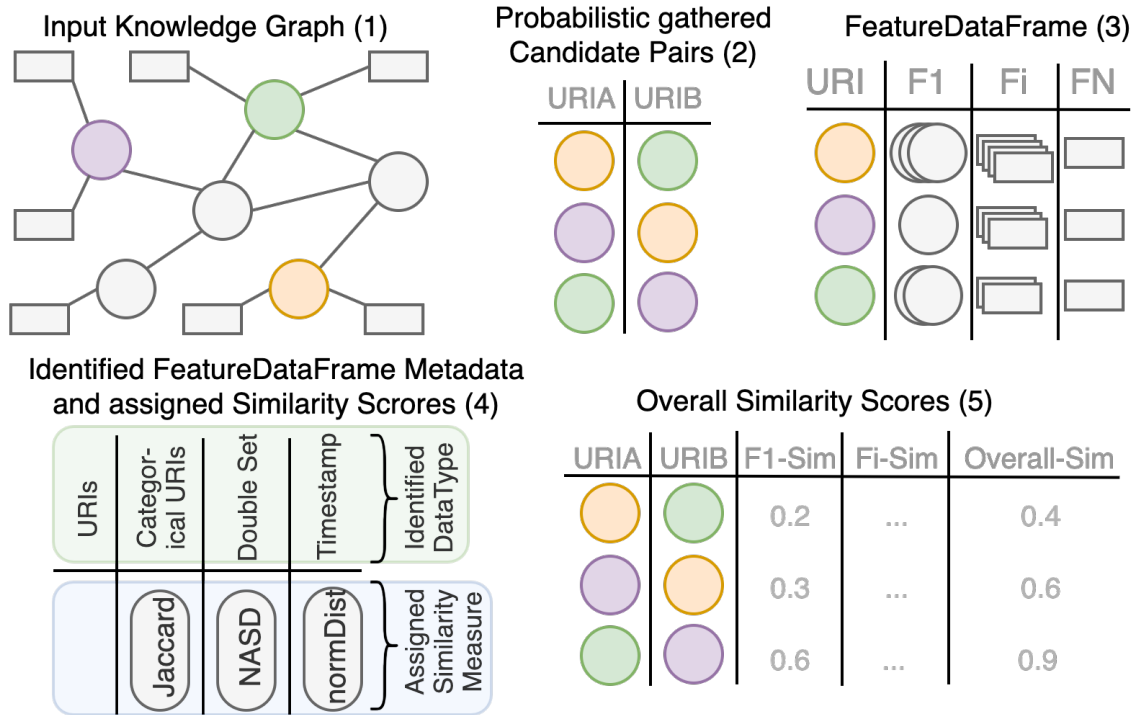 Input Knowledge Graph (1)
Probabilistic gathered
Candidate Pairs (2)
URIA URIB
FeatureDataFrame (3)
URI F1 Fi FN
Identified FeatureDataFrame Metadata
and assigned Similarity Scrores (4)
URIs
Categor-
ical URIs
Double Set
Timestamp
Identified
DataType
Jaccard
NASD
normDist
Assigned
Similarity
Measure
Overall Similarity Scores (5)
URIA URIB F1-Sim Fi-Sim Overall-Sim
0.2 ... 0.4
0.3 ... 0.6
0.6 ... 0.9